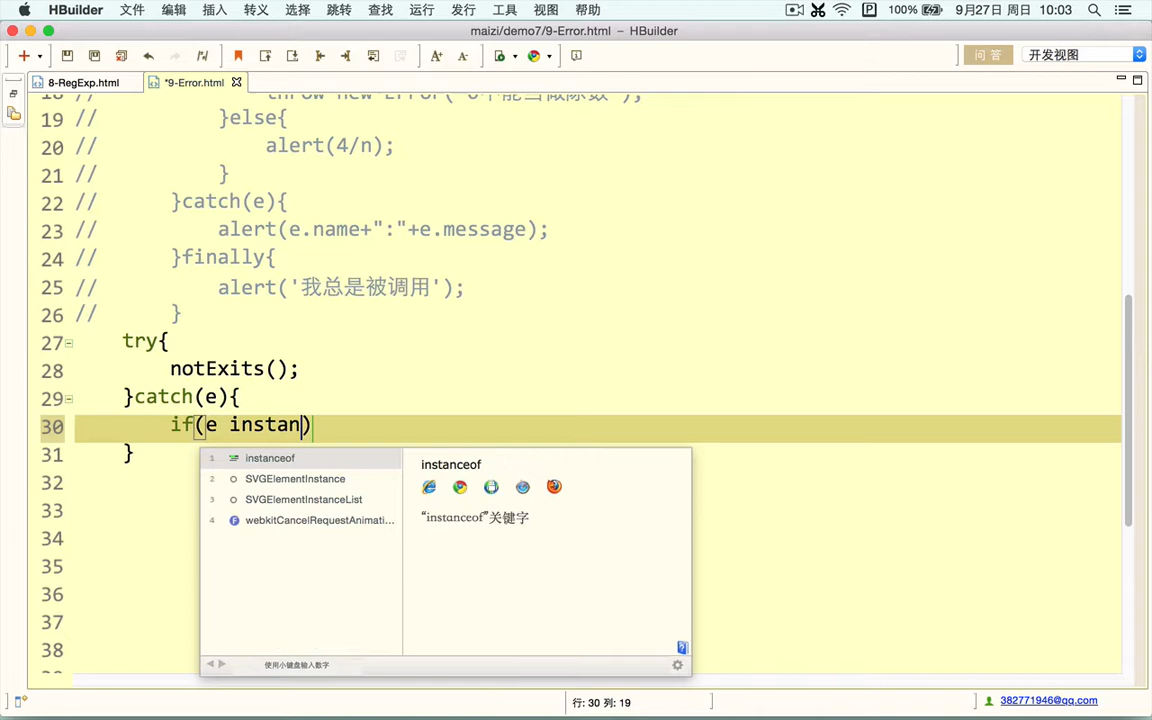 HBuilder 文件 编辑 插入 转义 选择 跳转 查找 运行 发行 工具 视图 帮助 100% 9月27日 周日 10:03
maizi/demo7/9-Error.html – HBuilder
问 答 开发视图
8-RegExp.html *9-Error.html
18 throw new Error("0不能当做除数");
19 // }else{
20 // alert(4/n);
21 // }
22 // }catch(e){
23 // alert(e.name+":"+e.message);
24 // }finally{
25 // alert('我总是被调用');
26 // }
27 try{
28 notExits();
29 }catch(e){
30 if(e instan)
31 }
32
33
34
35
36
37
38
1 instanceof
2 SVGElementInstance
3 SVGElementInstanceList
4 webkitCancelRequestAnimati...
instanceof
“instanceof”关键字
使用小键盘输入数字
行: 30 列: 19
382771946@qq.com